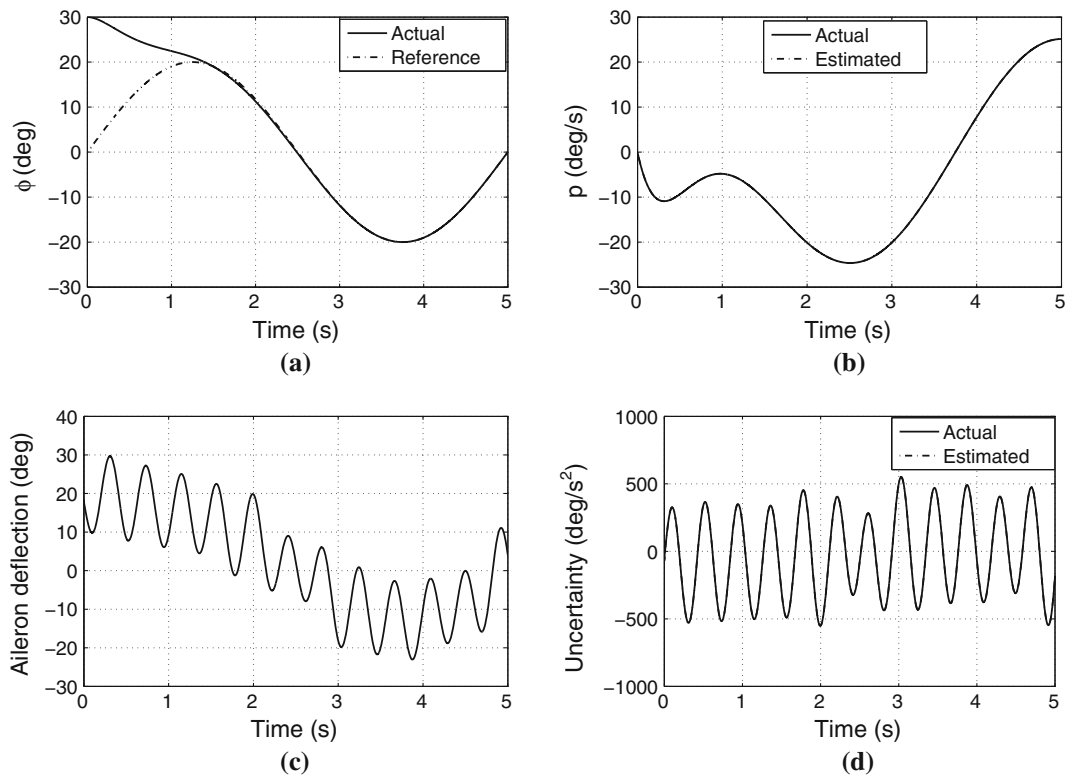 30
20
10
0
−10
−20
−30
ϕ (deg)
Actual
Reference
0 1 2 3 4 5
Time (s)
(a)
30
20
10
0
−10
−20
−30
p (deg/s)
Actual
Estimated
0 1 2 3 4 5
Time (s)
(b)
40
30
20
10
0
−10
−20
−30
Aileron deflection (deg)
0 1 2 3 4 5
Time (s)
(c)
1000
500
0
−500
−1000
Uncertainty (deg/s²)
Actual
Estimated
0 1 2 3 4 5
Time (s)
(d)